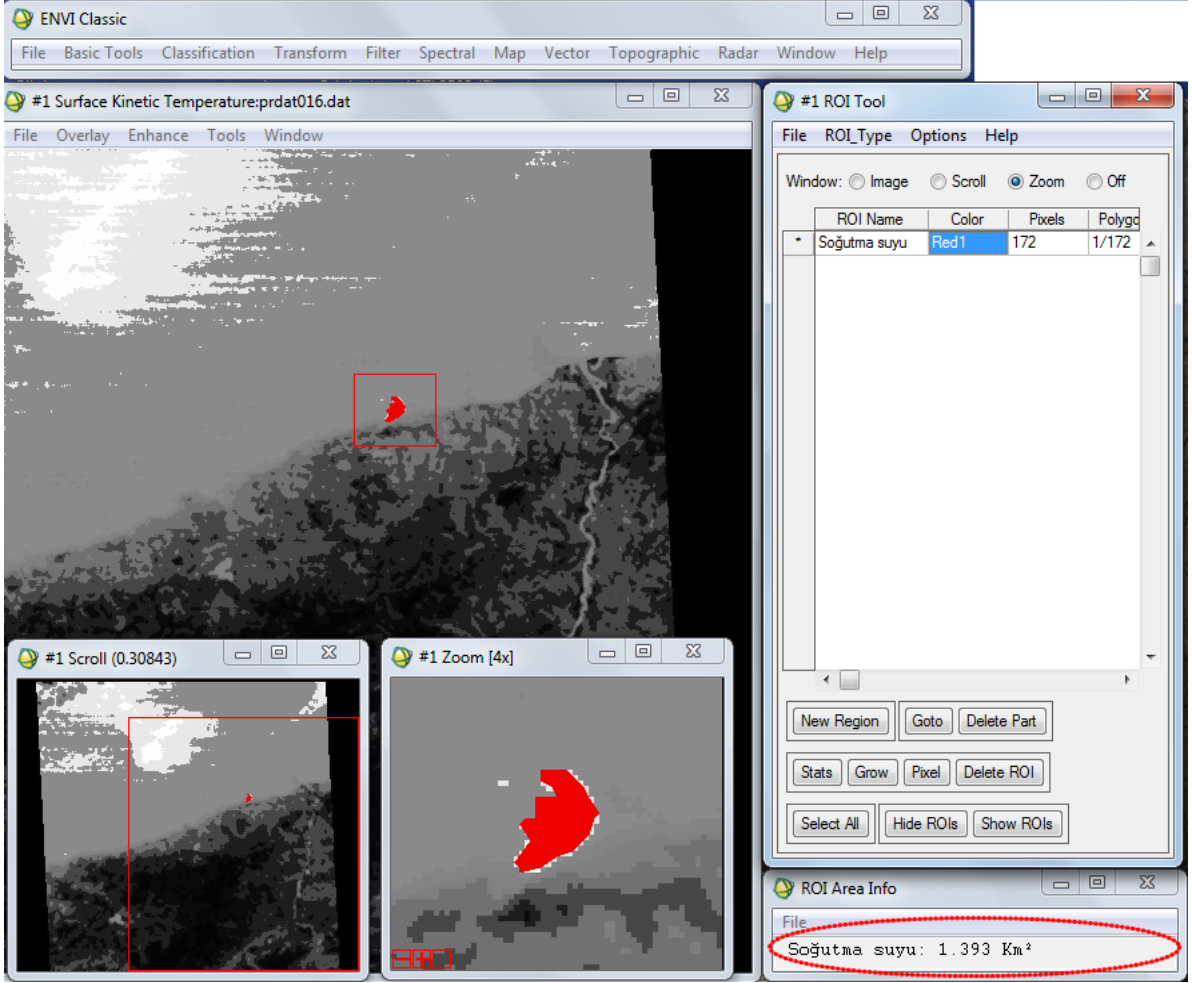 ENVI Classic
File Basic Tools Classification Transform Filter Spectral Map Vector Topographic Radar Window Help
#1 Surface Kinetic Temperature:prdat016.dat
File Overlay Enhance Tools Window
#1 ROI Tool
File ROI_Type Options Help
Window: Image Scroll Zoom Off
ROI Name Color Pixels Polygo
* Soğutma suyu Red1 172 1/172
New Region Goto Delete Part
Stats Grow Pixel Delete ROI
Select All Hide ROIs Show ROIs
#1 Scroll (0.30843)
#1 Zoom [4x]
ROI Area Info
File
Soğutma suyu: 1.393 Km²